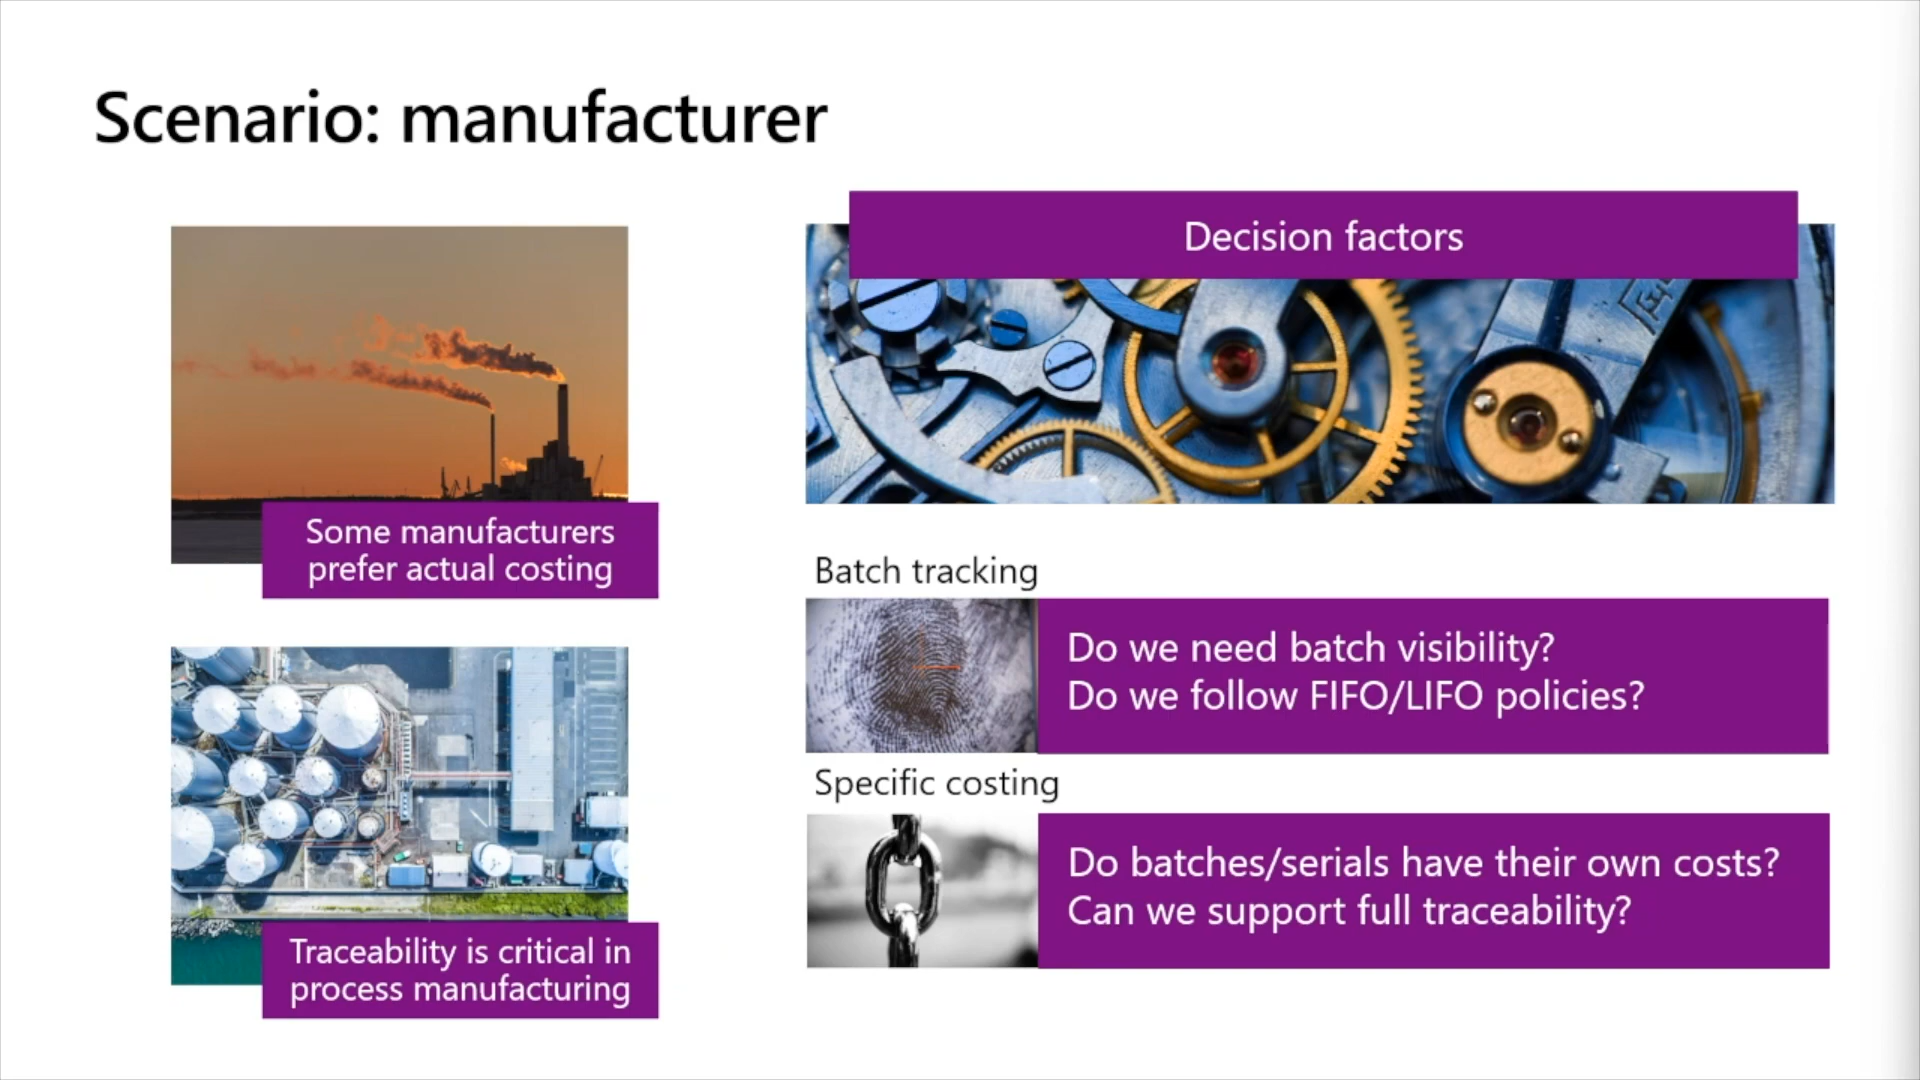 Scenario: manufacturer
Some manufacturers
prefer actual costing
Traceability is critical in
process manufacturing
Decision factors
Batch tracking
Do we need batch visibility?
Do we follow FIFO/LIFO policies?
Specific costing
Do batches/serials have their own costs?
Can we support full traceability?